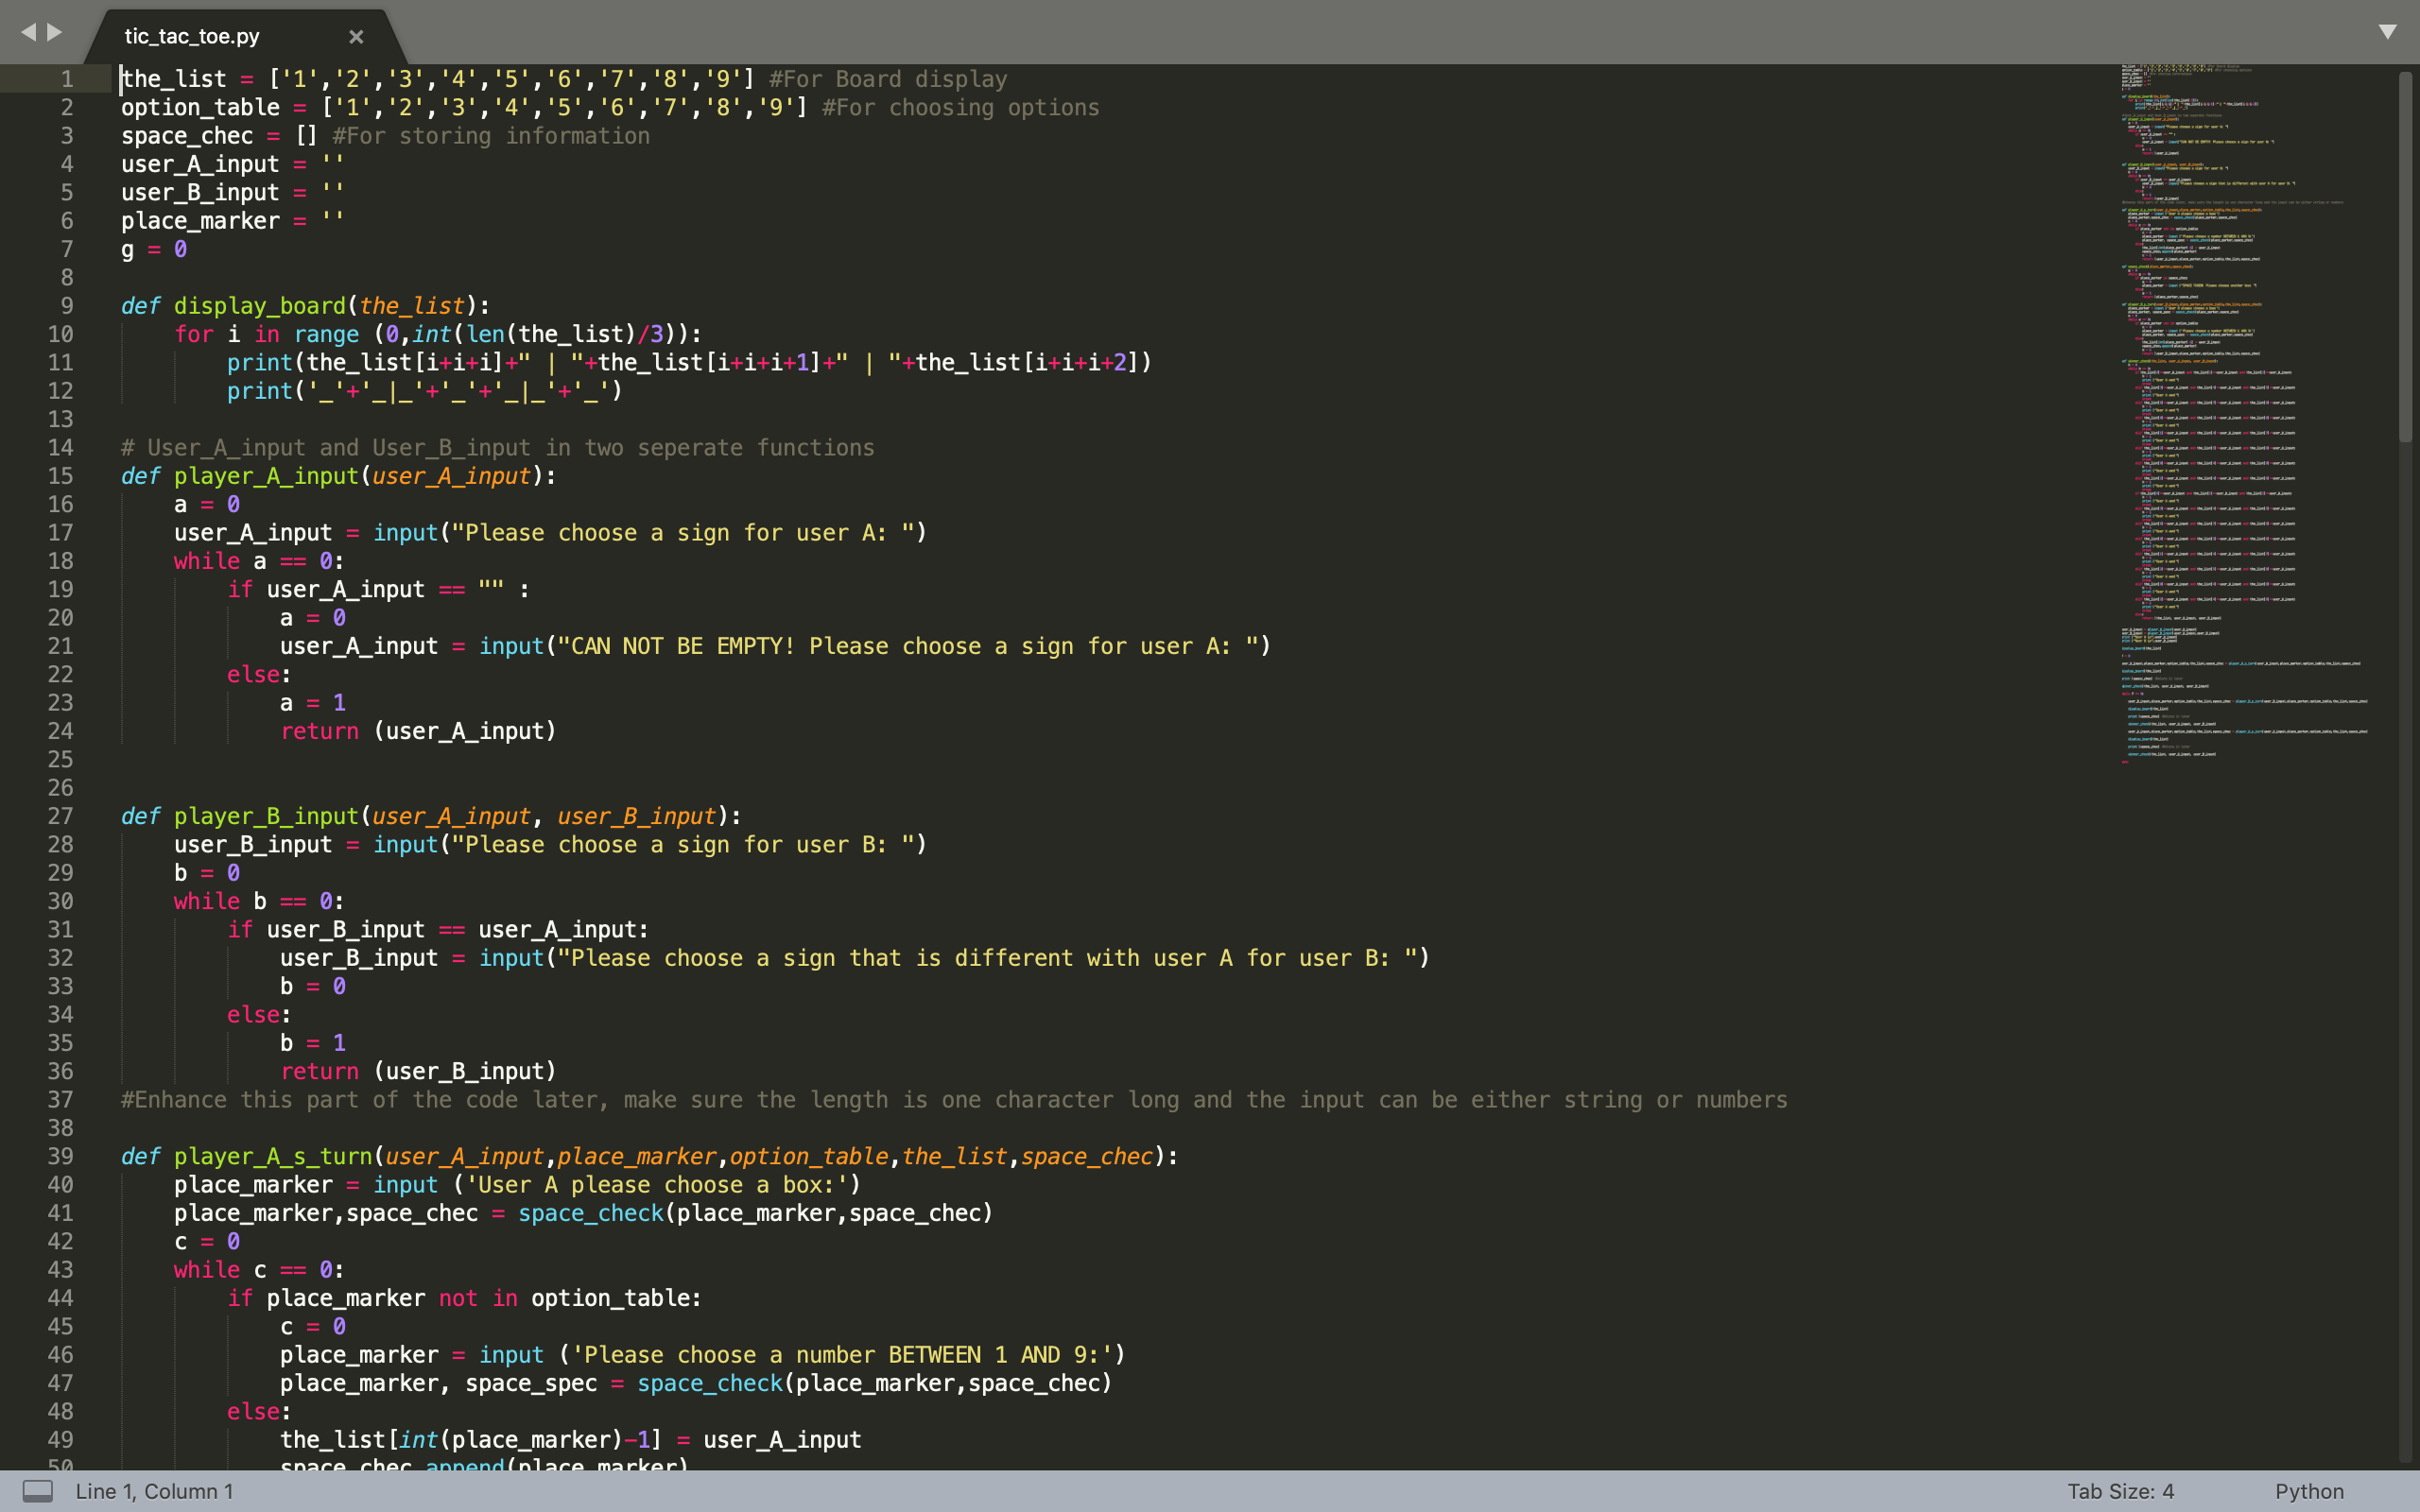 tic_tac_toe.py ×
1 the_list = ['1','2','3','4','5','6','7','8','9'] #For Board display
2 option_table = ['1','2','3','4','5','6','7','8','9'] #For choosing options
3 space_chec = [] #For storing information
4 user_A_input = ''
5 user_B_input = ''
6 place_marker = ''
7 g = 0
8
9 def display_board(the_list):
10     for i in range (0,int(len(the_list)/3)):
11         print(the_list[i+i+i]+" | "+the_list[i+i+i+1]+" | "+the_list[i+i+i+2])
12         print('_'+'_|_'+'_'+'_|_'+'_')
13
14 # User_A_input and User_B_input in two seperate functions
15 def player_A_input(user_A_input):
16     a = 0
17     user_A_input = input("Please choose a sign for user A: ")
18     while a == 0:
19         if user_A_input == "" :
20             a = 0
21             user_A_input = input("CAN NOT BE EMPTY! Please choose a sign for user A: ")
22         else:
23             a = 1
24             return (user_A_input)
25
26
27 def player_B_input(user_A_input, user_B_input):
28     user_B_input = input("Please choose a sign for user B: ")
29     b = 0
30     while b == 0:
31         if user_B_input == user_A_input:
32             user_B_input = input("Please choose a sign that is different with user A for user B: ")
33             b = 0
34         else:
35             b = 1
36             return (user_B_input)
37 #Enhance this part of the code later, make sure the length is one character long and the input can be either string or numbers
38
39 def player_A_s_turn(user_A_input,place_marker,option_table,the_list,space_chec):
40     place_marker = input ('User A please choose a box:')
41     place_marker,space_chec = space_check(place_marker,space_chec)
42     c = 0
43     while c == 0:
44         if place_marker not in option_table:
45             c = 0
46             place_marker = input ('Please choose a number BETWEEN 1 AND 9:')
47             place_marker, space_spec = space_check(place_marker,space_chec)
48         else:
49             the_list[int(place_marker)-1] = user_A_input
50             space_chec.append(place_marker)
Line 1, Column 1
Tab Size: 4
Python